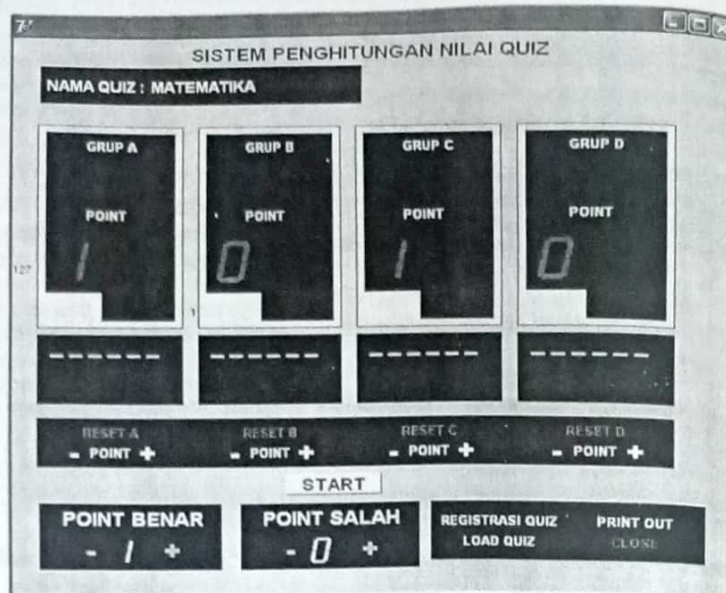 SISTEM PENGHITUNGAN NILAI QUIZ
NAMA QUIZ : MATEMATIKA
GRUP A GRUP B GRUP C GRUP D
POINT POINT POINT POINT
1 0 1 0
127
------ ------ ------ ------
RESET A RESET B RESET C RESET D
- POINT + - POINT + - POINT + - POINT +
START
POINT BENAR POINT SALAH REGISTRASI QUIZ PRINT OUT
- 1 + - 0 + LOAD QUIZ CLOSE